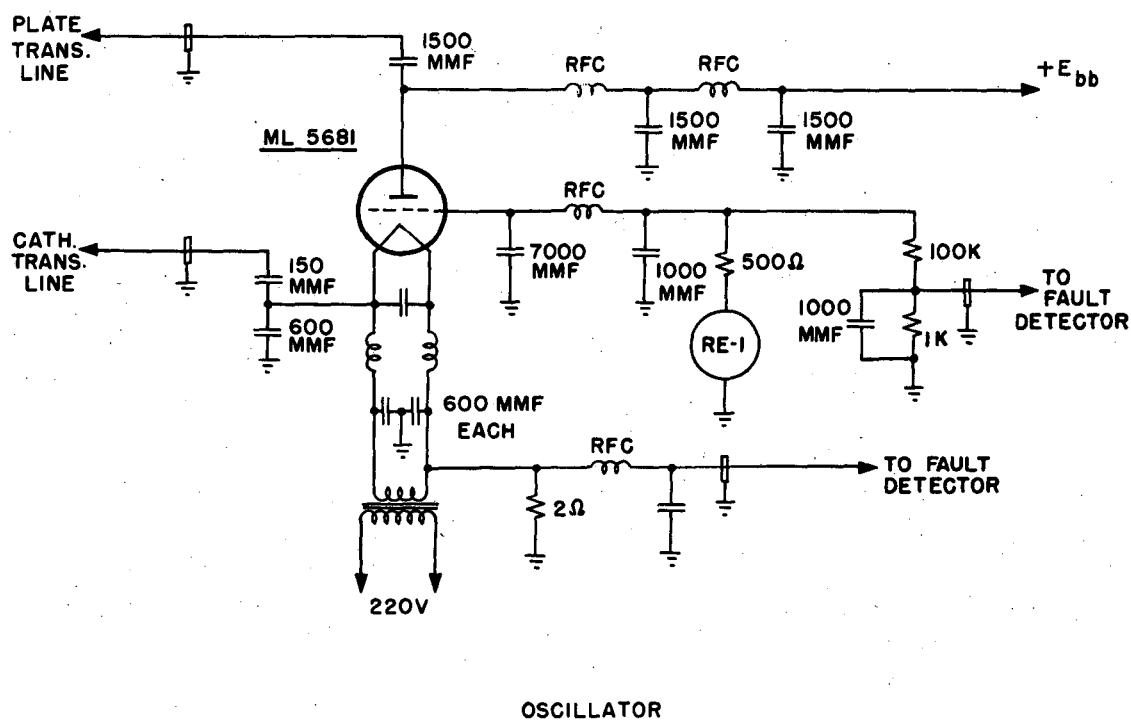 PLATE
TRANS.
LINE
1500
MMF
RFC
RFC
+Ebb
1500
MMF
1500
MMF
ML 5681
RFC
CATH.
TRANS.
LINE
150
MMF
600
MMF
7000
MMF
1000
MMF
500Ω
100K
TO
FAULT
DETECTOR
1000
MMF
1K
RE-1
600 MMF
EACH
RFC
TO FAULT
DETECTOR
2Ω
220V
OSCILLATOR